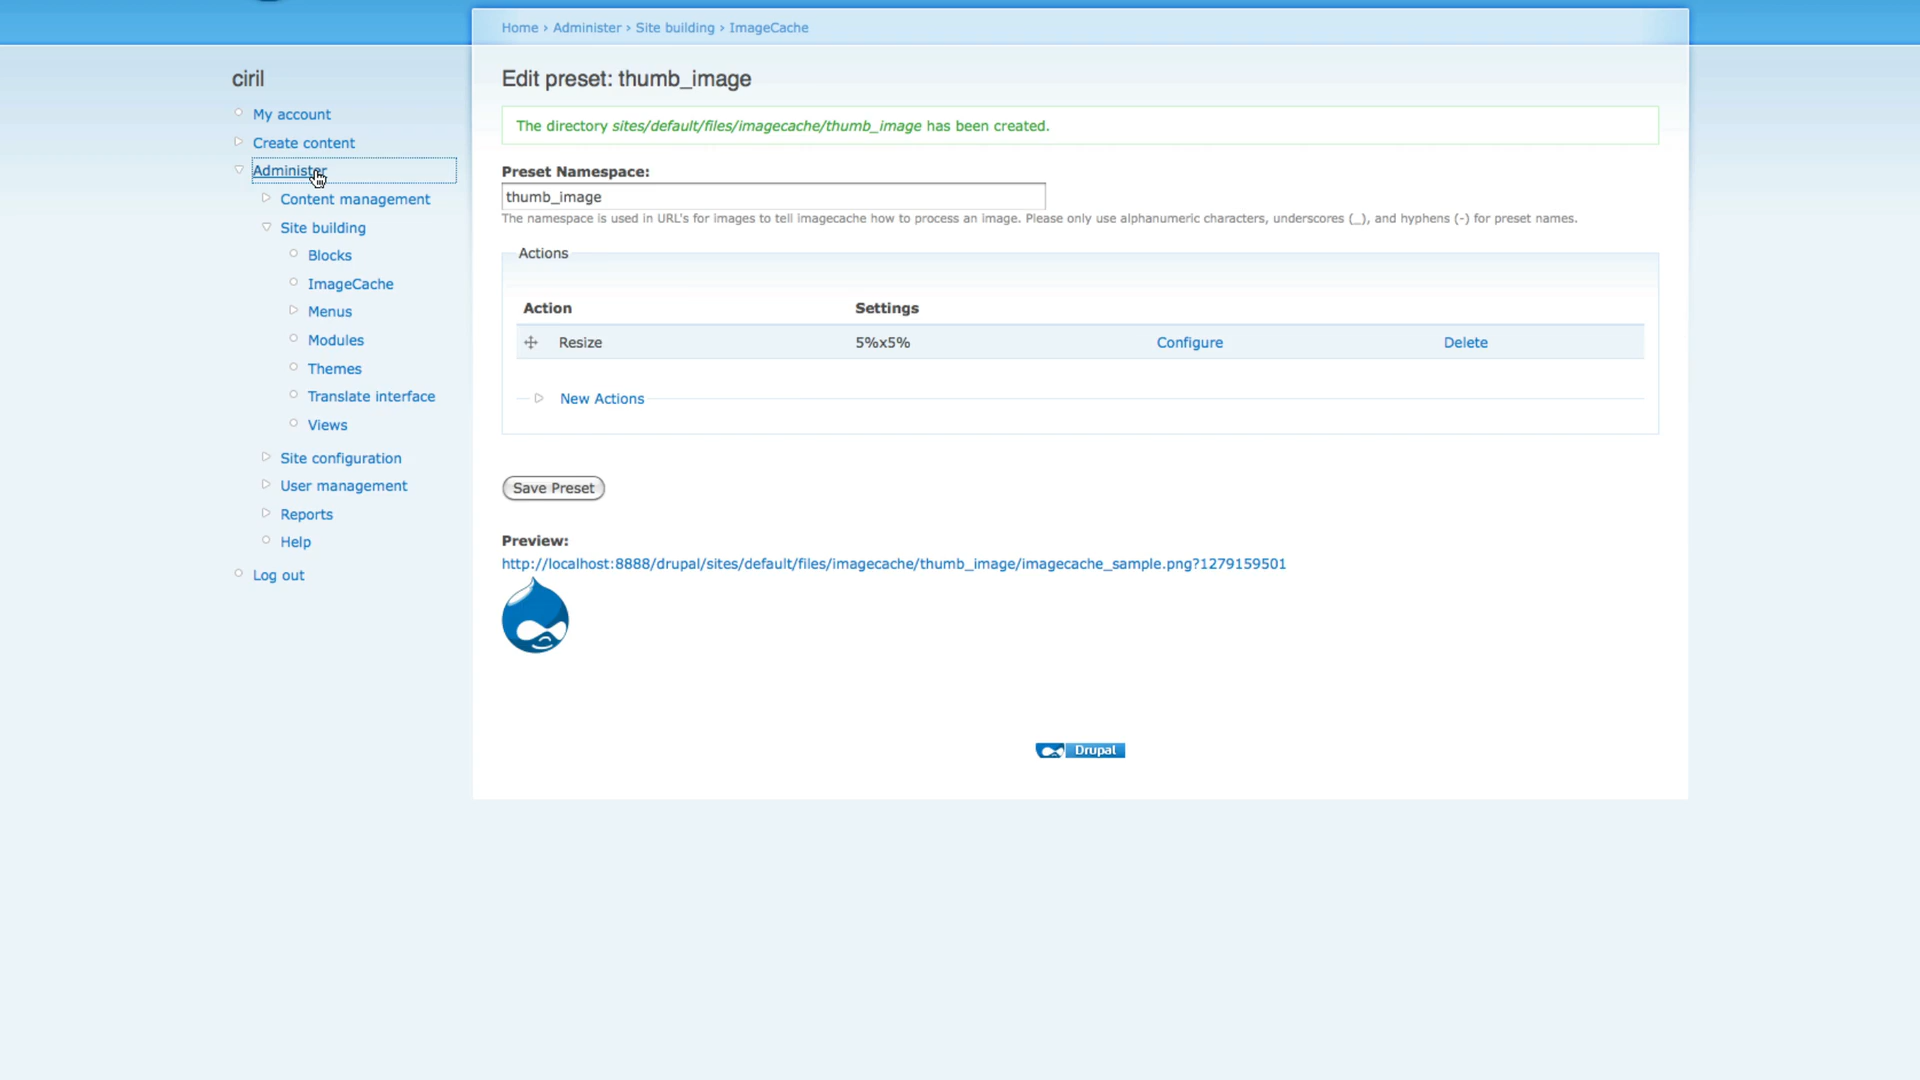 Home › Administer › Site building › ImageCache
ciril
My account
Create content
Administer
Content management
Site building
Blocks
ImageCache
Menus
Modules
Themes
Translate interface
Views
Site configuration
User management
Reports
Help
Log out
Edit preset: thumb_image
The directory sites/default/files/imagecache/thumb_image has been created.
Preset Namespace:
thumb_image
The namespace is used in URL's for images to tell imagecache how to process an image. Please only use alphanumeric characters, underscores (_), and hyphens (-) for preset names.
Actions
Action Settings
Resize 5%x5% Configure Delete
New Actions
Save Preset
Preview:
http://localhost:8888/drupal/sites/default/files/imagecache/thumb_image/imagecache_sample.png?1279159501
Drupal